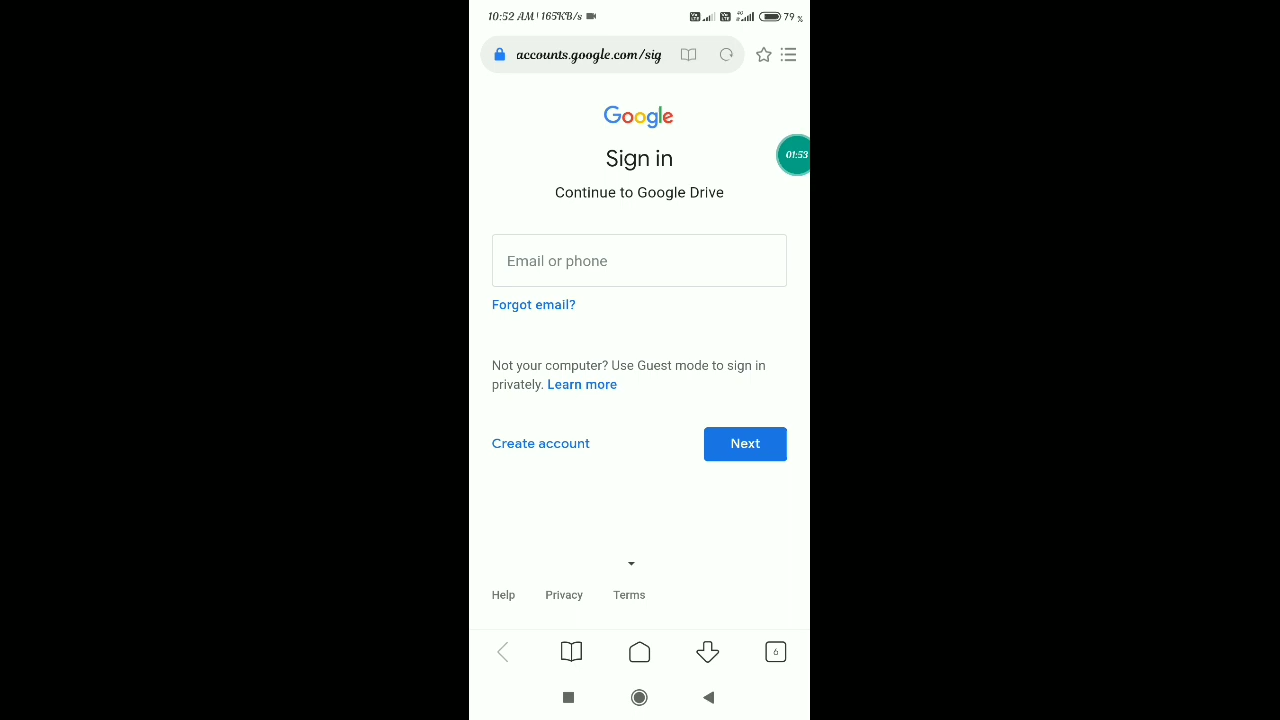 10:52 AM | 165KB/s 79 %
accounts.google.com/sig
Google
Sign in
01:53
Continue to Google Drive
Email or phone
Forgot email?
Not your computer? Use Guest mode to sign in
privately. Learn more
Create account Next
Help Privacy Terms
6